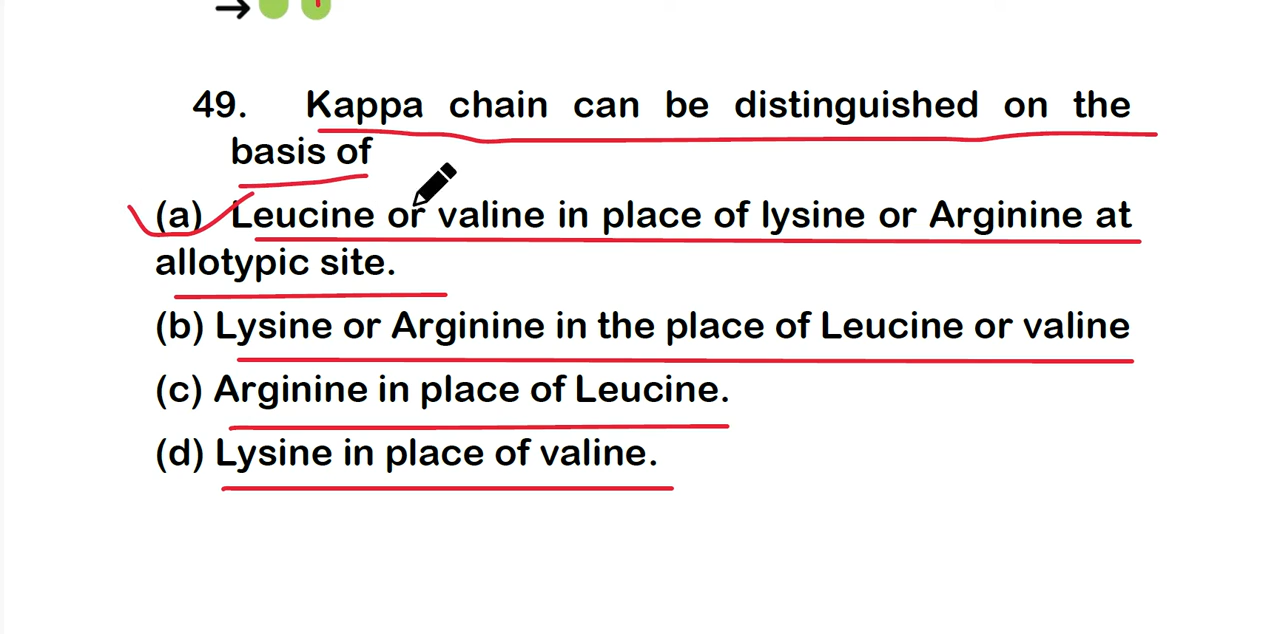 49. Kappa chain can be distinguished on the
basis of
(a) Leucine or valine in place of lysine or Arginine at
allotypic site.
(b) Lysine or Arginine in the place of Leucine or valine
(c) Arginine in place of Leucine.
(d) Lysine in place of valine.